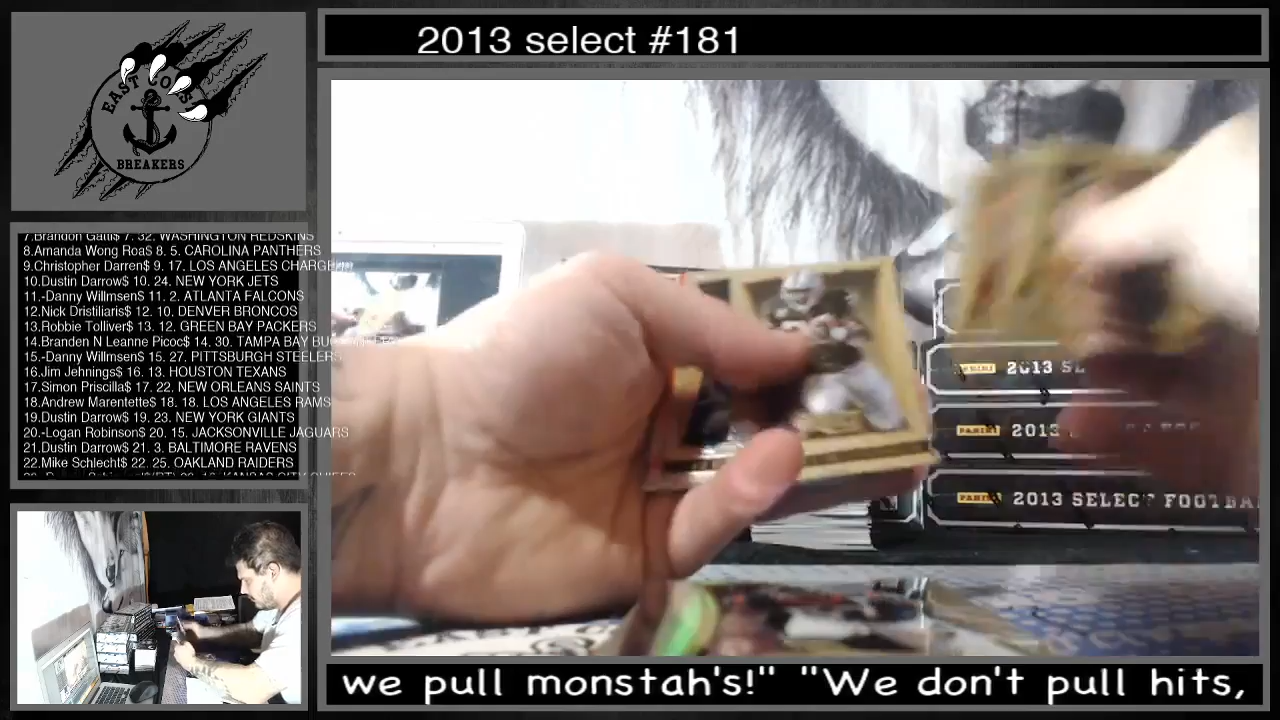 2013 select #181
EAST COAST
BREAKERS
7.Brandon Gatti$ 7. 32. WASHINGTON REDSKINS
8.Amanda Wong Roa$ 8. 5. CAROLINA PANTHERS
9.Christopher Darren$ 9. 17. LOS ANGELES CHARGERS
10.Dustin Darrow$ 10. 24. NEW YORK JETS
11.-Danny Willmsen$ 11. 2. ATLANTA FALCONS
12.Nick Dristiliaris$ 12. 10. DENVER BRONCOS
13.Robbie Tolliver$ 13. 12. GREEN BAY PACKERS
14.Branden N Leanne Picoc$ 14. 30. TAMPA BAY BUCCANEERS
15.-Danny Willmsen$ 15. 27. PITTSBURGH STEELERS
16.Jim Jehnings$ 16. 13. HOUSTON TEXANS
17.Simon Priscilla$ 17. 22. NEW ORLEANS SAINTS
18.Andrew Marentette$ 18. 18. LOS ANGELES RAMS
19.Dustin Darrow$ 19. 23. NEW YORK GIANTS
20.-Logan Robinson$ 20. 15. JACKSONVILLE JAGUARS
21.Dustin Darrow$ 21. 3. BALTIMORE RAVENS
22.Mike Schlecht$ 22. 25. OAKLAND RAIDERS
KANSAS CITY CHIEFS
PANINI 2013 SE
PANINI 2013
PANINI 2013 SELECT FOOTBA
we pull monstah's!" "We don't pull hits,